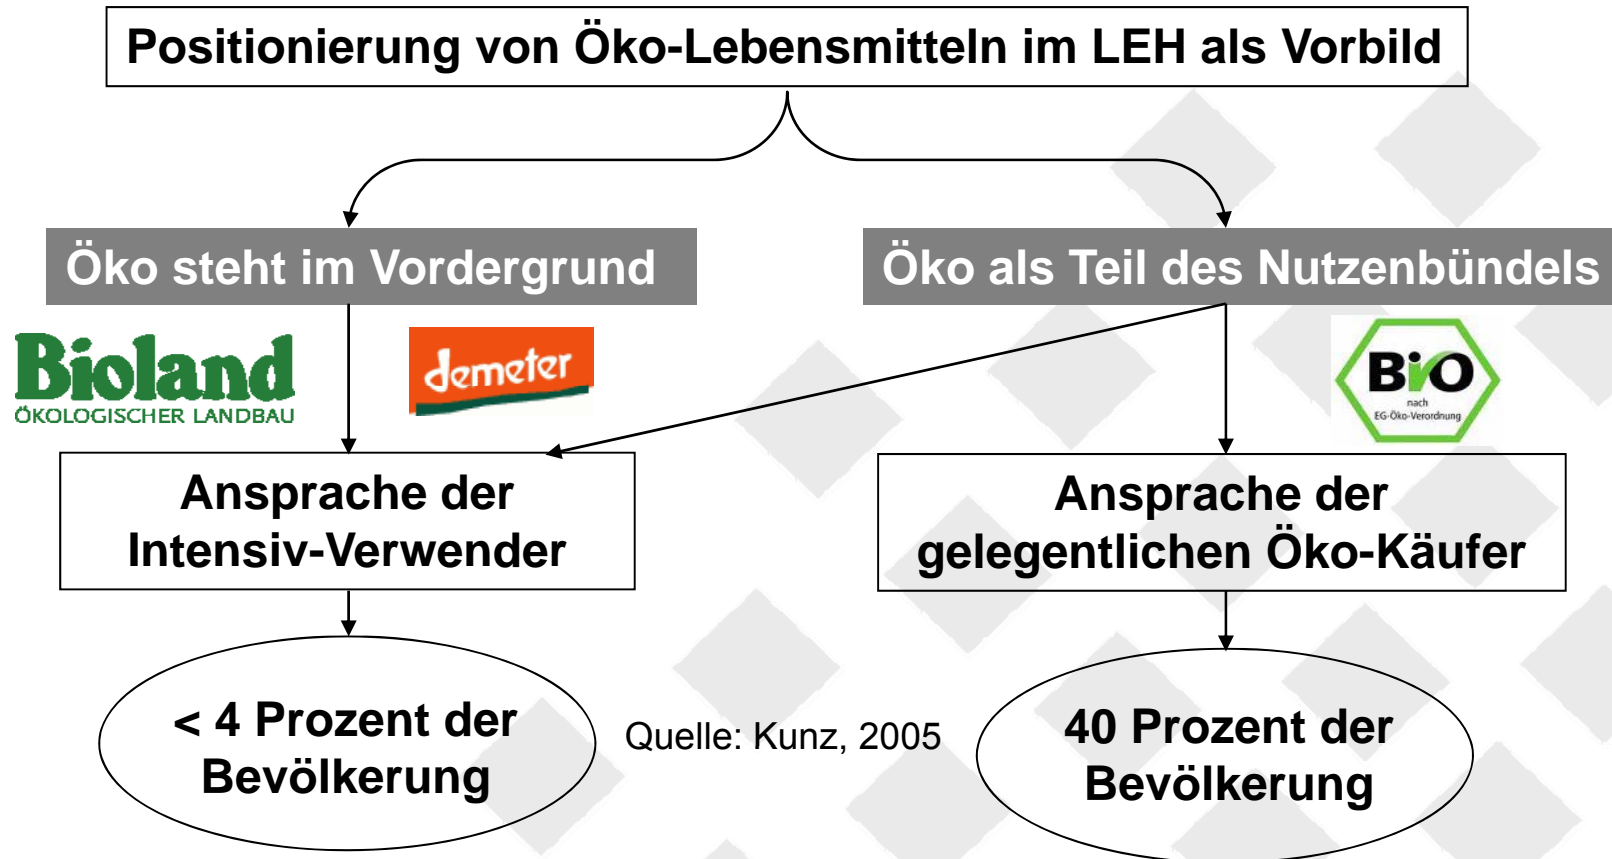 Positionierung von Öko-Lebensmitteln im LEH als Vorbild
Öko steht im Vordergrund
Öko als Teil des Nutzenbündels
Bioland
ÖKOLOGISCHER LANDBAU
demeter
Bio
nach
EG-Öko-Verordnung
Ansprache der
Intensiv-Verwender
Ansprache der
gelegentlichen Öko-Käufer
< 4 Prozent der
Bevölkerung
Quelle: Kunz, 2005
40 Prozent der
Bevölkerung